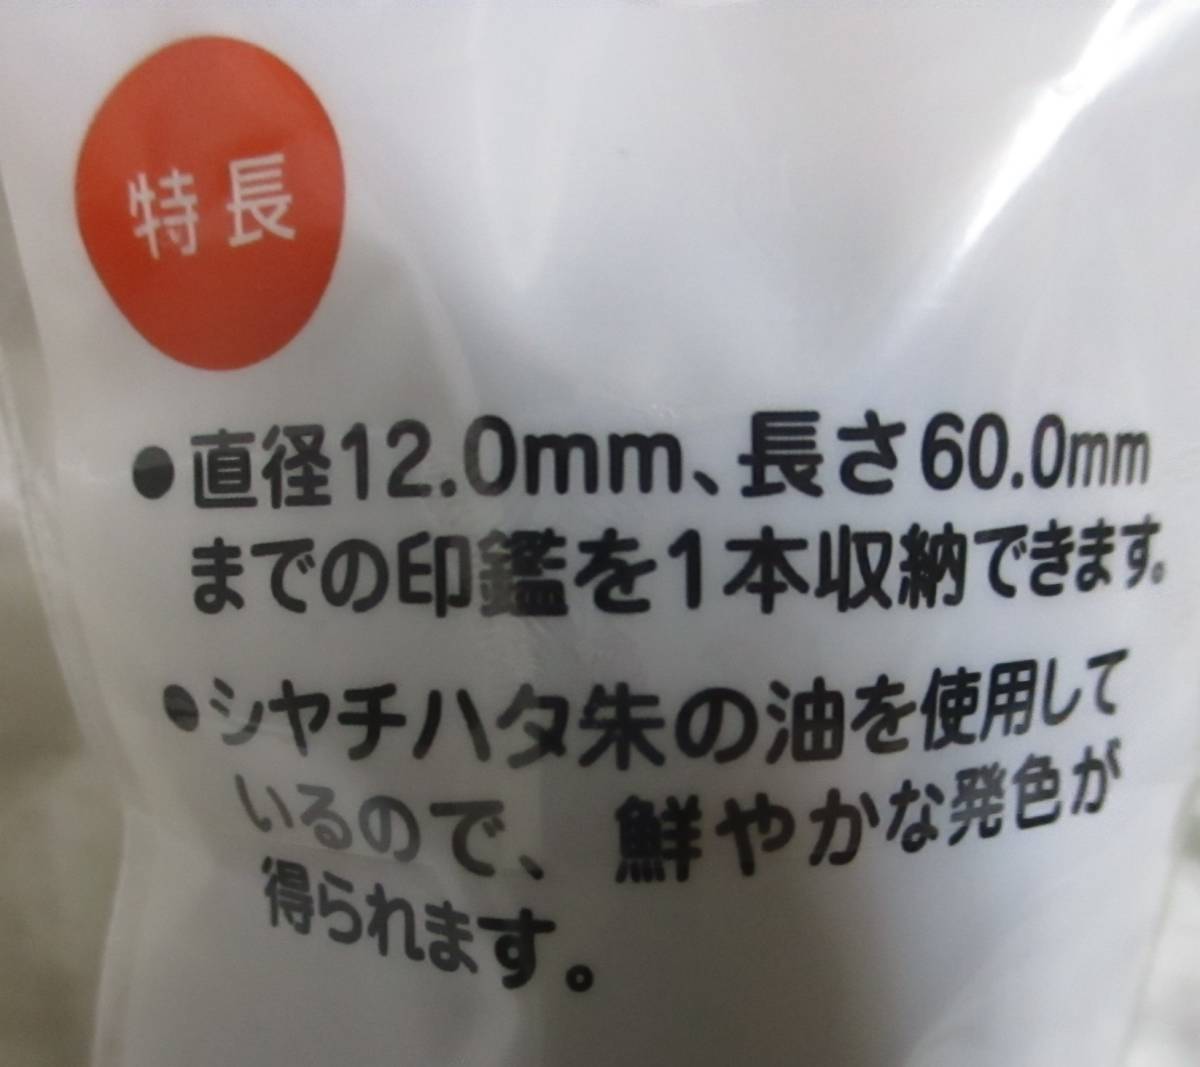 特長
●直径12.0mm、長さ60.0mm
までの印鑑を1本収納できます。
●シヤチハタ朱の油を使用して
いるので、鮮やかな発色が
得られます。